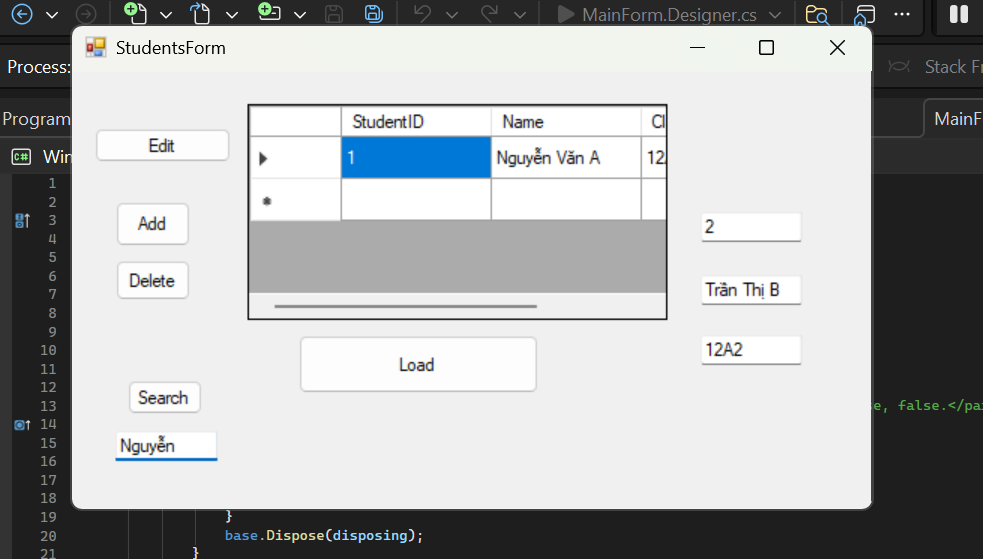 MainForm.Designer.cs
StudentsForm
Process:
Stack Fr
Program
MainF
Win
Edit
StudentID Name Cl
1 Nguyễn Văn A 12
Add
Delete
2
Trần Thị B
12A2
Load
Search
Nguyễn
1
2
3
4
5
6
7
8
9
10
11
12
13 e, false.</pa
14
15
16
17
18
19 }
20 base.Dispose(disposing);
21 }